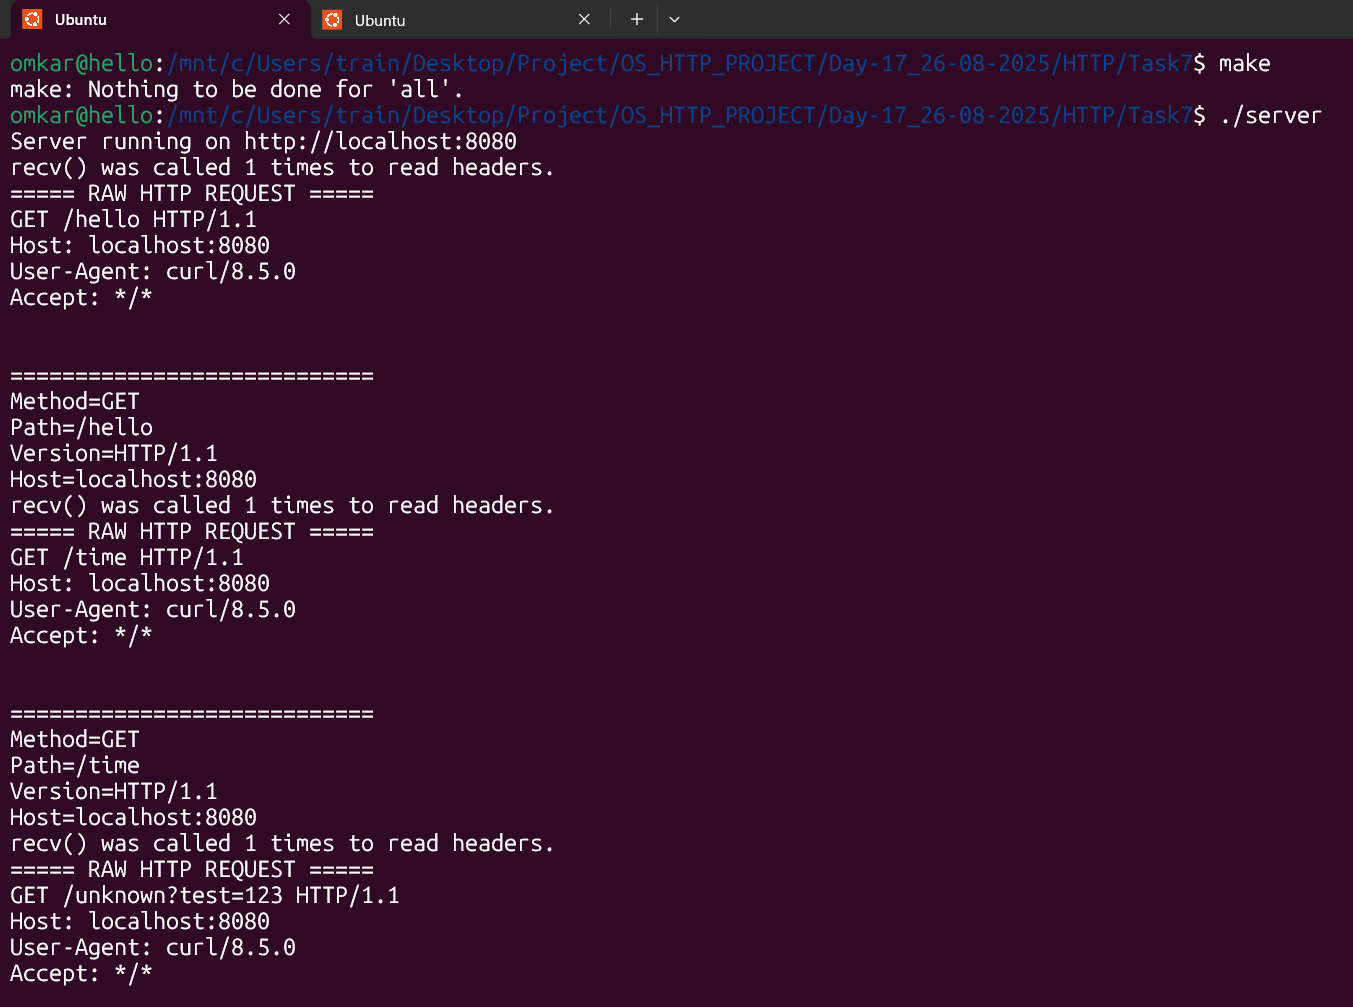 Ubuntu
Ubuntu
omkar@hello:/mnt/c/Users/train/Desktop/Project/OS_HTTP_PROJECT/Day-17_26-08-2025/HTTP/Task7$ make
make: Nothing to be done for 'all'.
omkar@hello:/mnt/c/Users/train/Desktop/Project/OS_HTTP_PROJECT/Day-17_26-08-2025/HTTP/Task7$ ./server
Server running on http://localhost:8080
recv() was called 1 times to read headers.
===== RAW HTTP REQUEST =====
GET /hello HTTP/1.1
Host: localhost:8080
User-Agent: curl/8.5.0
Accept: */*
============================
Method=GET
Path=/hello
Version=HTTP/1.1
Host=localhost:8080
recv() was called 1 times to read headers.
===== RAW HTTP REQUEST =====
GET /time HTTP/1.1
Host: localhost:8080
User-Agent: curl/8.5.0
Accept: */*
============================
Method=GET
Path=/time
Version=HTTP/1.1
Host=localhost:8080
recv() was called 1 times to read headers.
===== RAW HTTP REQUEST =====
GET /unknown?test=123 HTTP/1.1
Host: localhost:8080
User-Agent: curl/8.5.0
Accept: */*